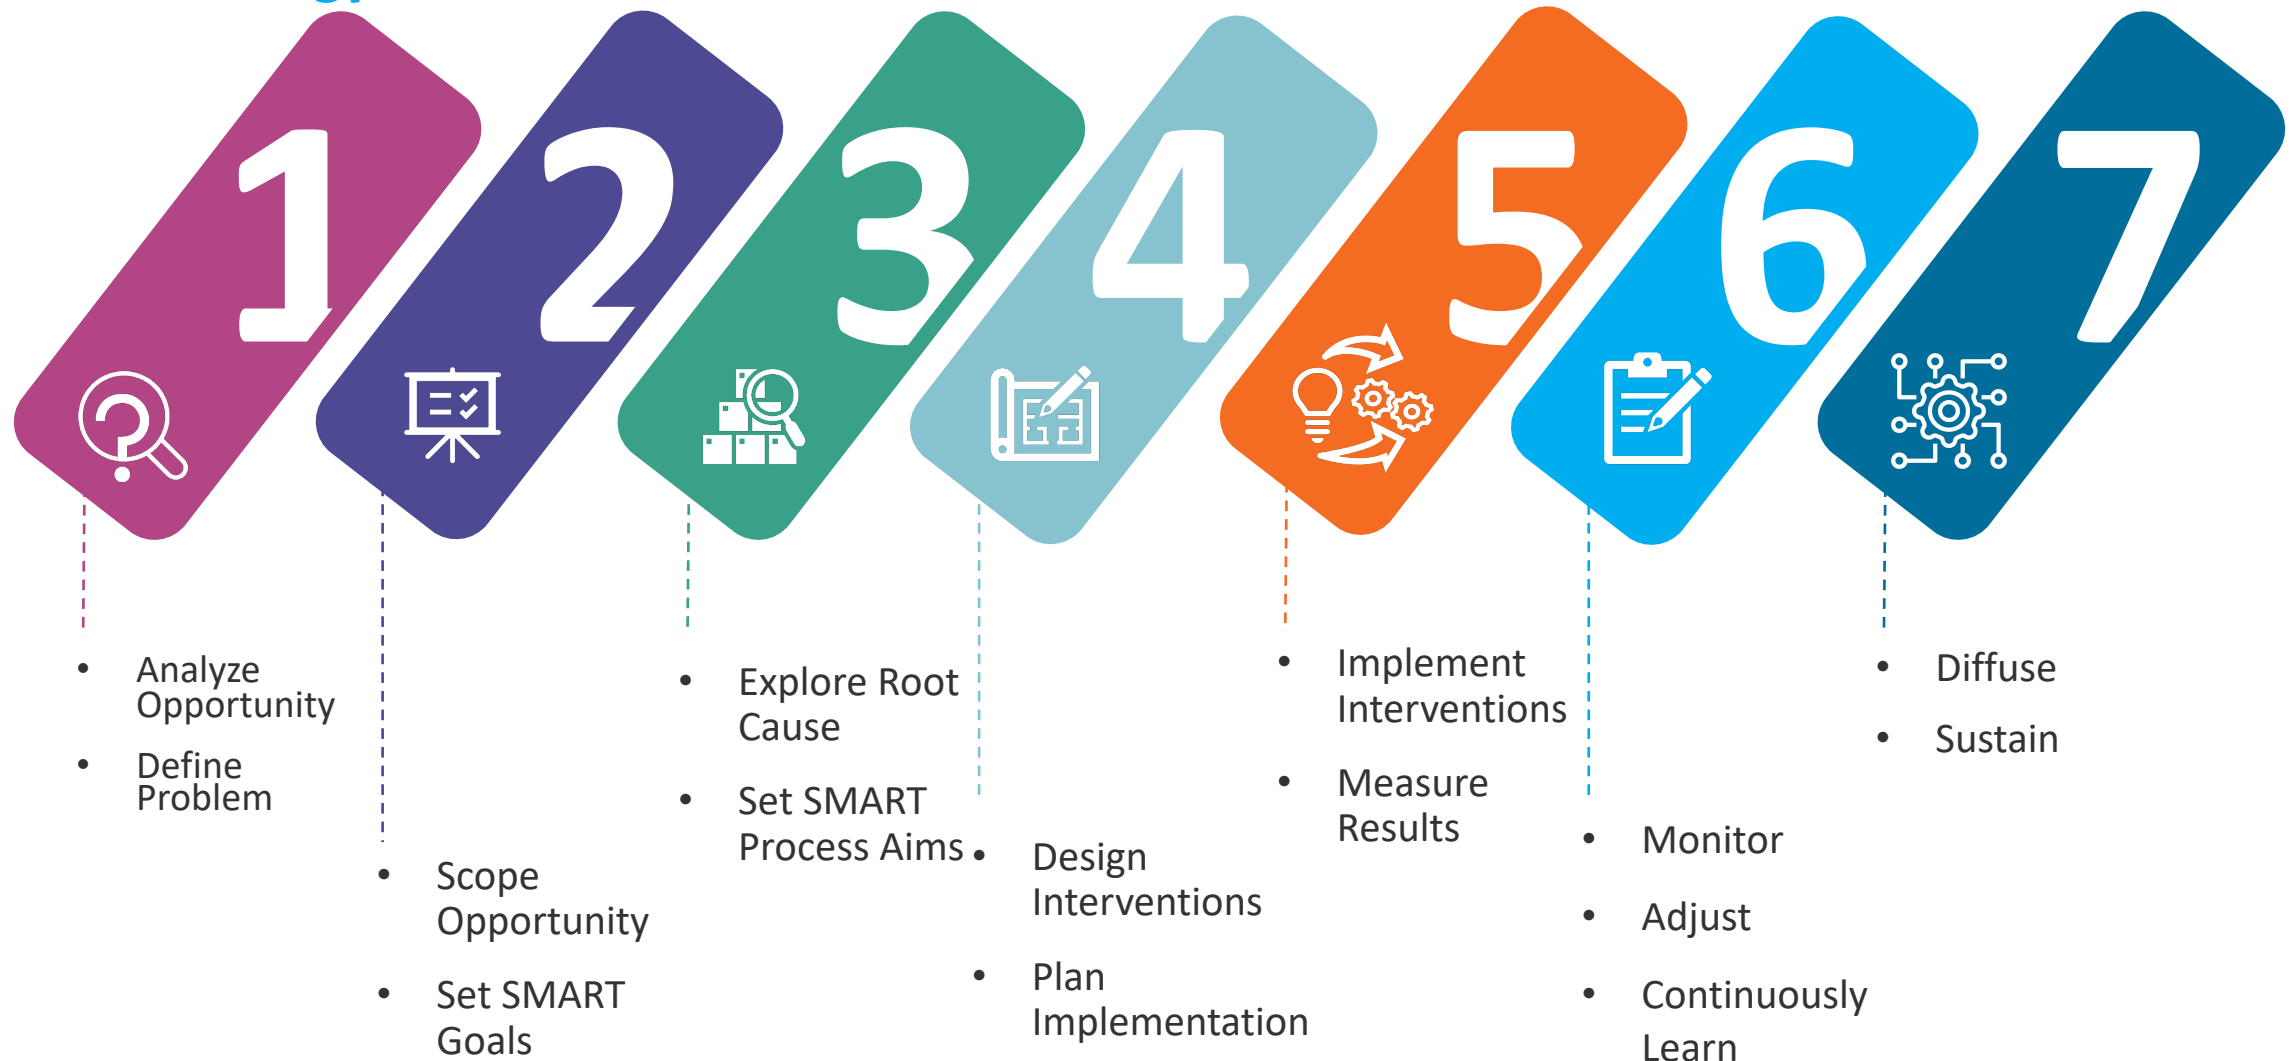 1
2
3
4
5
6
7
• Analyze
Opportunity
• Define
Problem
• Scope
Opportunity
• Set SMART
Goals
• Explore Root
Cause
• Set SMART
Process Aims
• Design
Interventions
• Plan
Implementation
• Implement
Interventions
• Measure
Results
• Monitor
• Adjust
• Continuously
Learn
• Diffuse
• Sustain